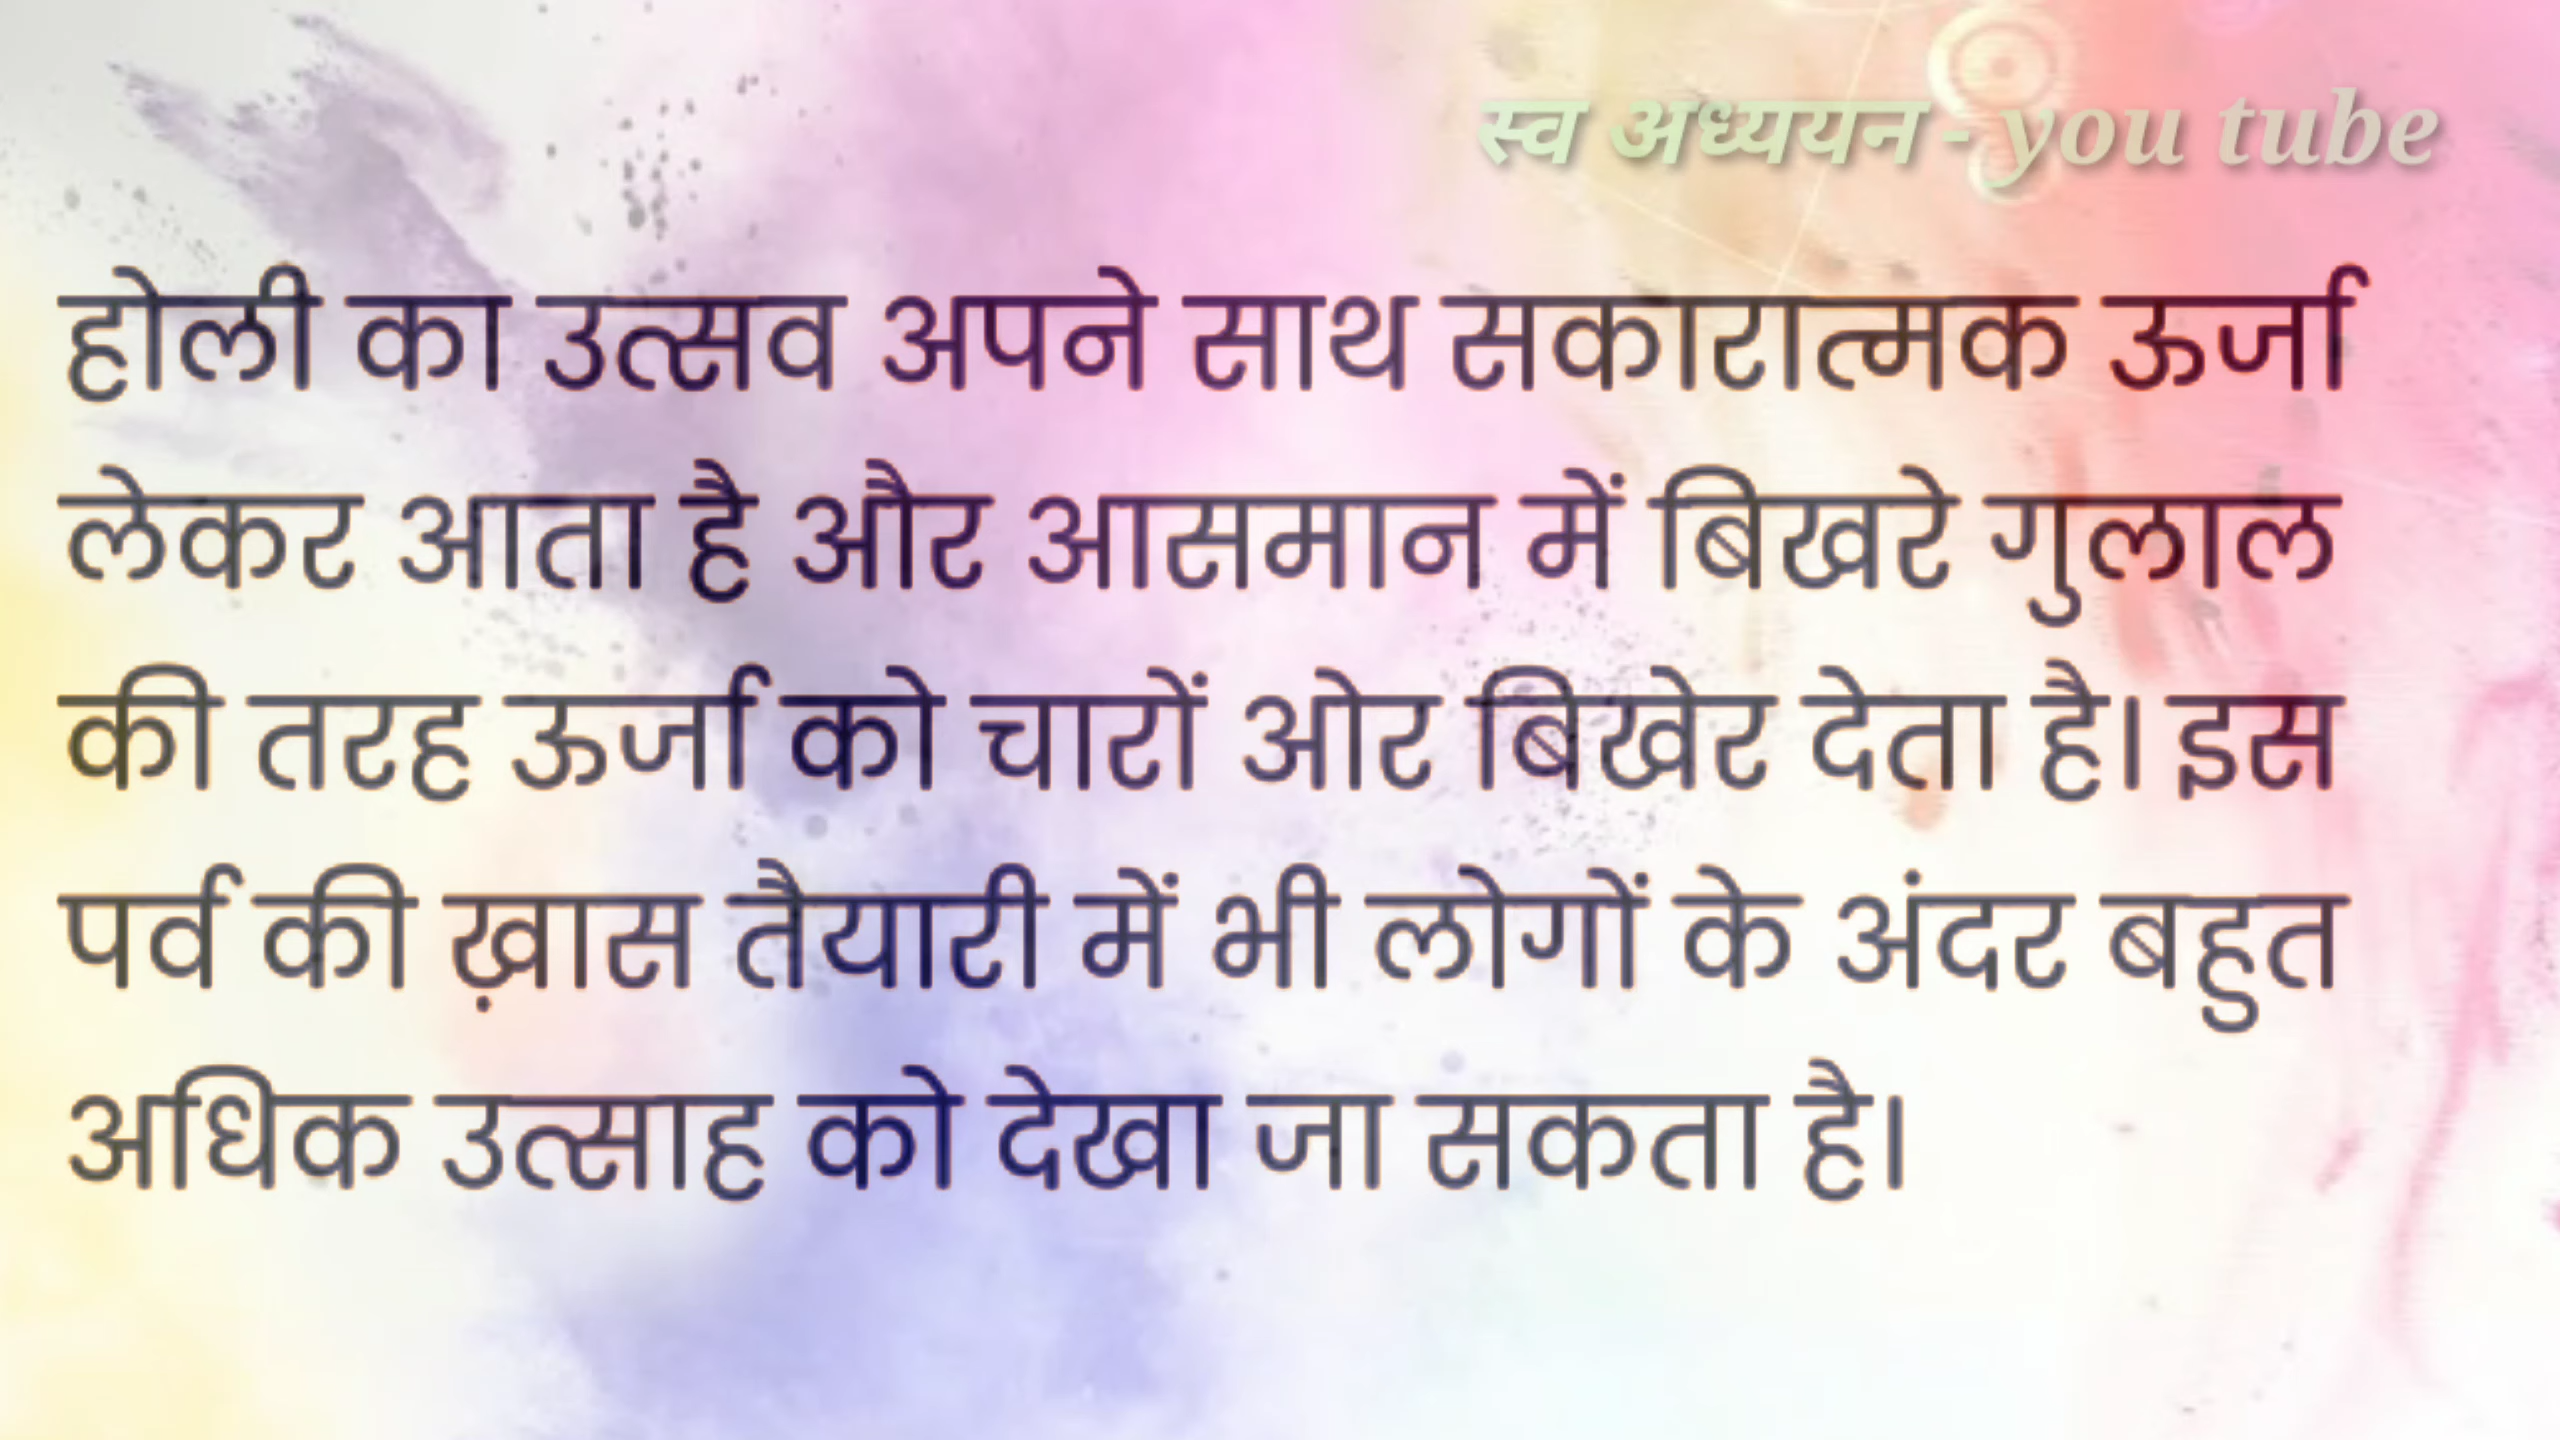 स्व अध्ययन - you tube
होली का उत्सव अपने साथ सकारात्मक ऊर्जा
लेकर आता है और आसमान में बिखरे गुलाल
की तरह ऊर्जा को चारों ओर बिखेर देता है। इस
पर्व की ख़ास तैयारी में भी लोगों के अंदर बहुत
अधिक उत्साह को देखा जा सकता है।